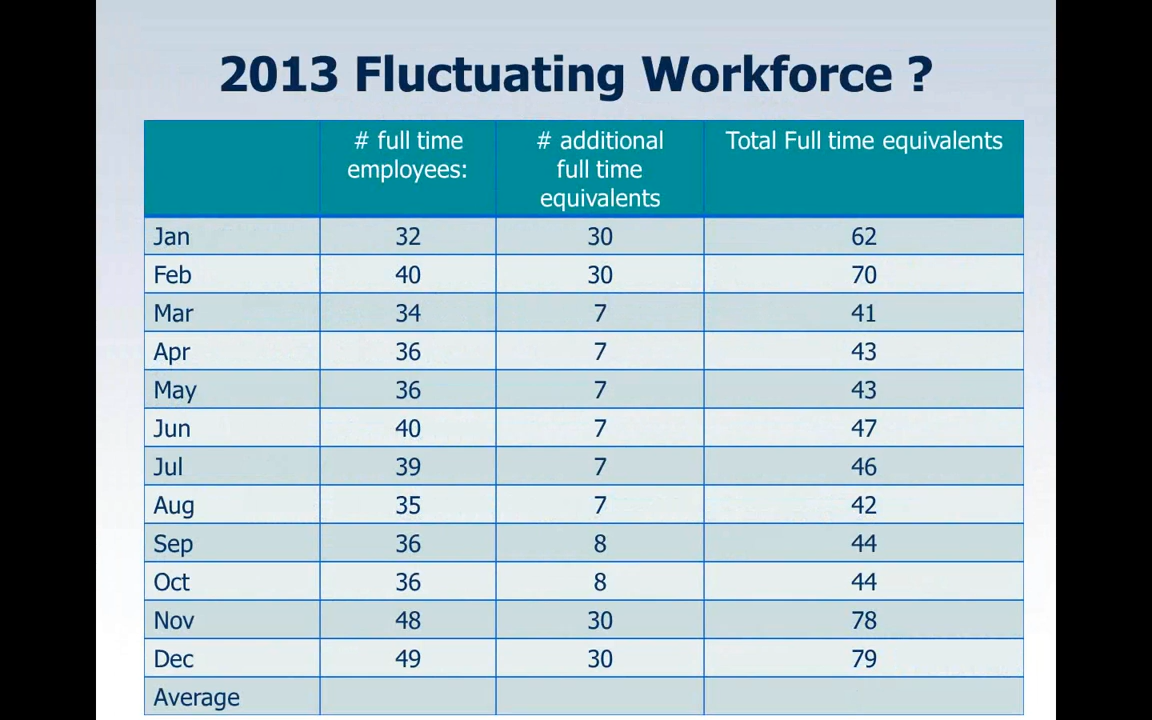 2013 Fluctuating Workforce ?
# full time employees: # additional full time equivalents Total Full time equivalents
Jan 32 30 62
Feb 40 30 70
Mar 34 7 41
Apr 36 7 43
May 36 7 43
Jun 40 7 47
Jul 39 7 46
Aug 35 7 42
Sep 36 8 44
Oct 36 8 44
Nov 48 30 78
Dec 49 30 79
Average